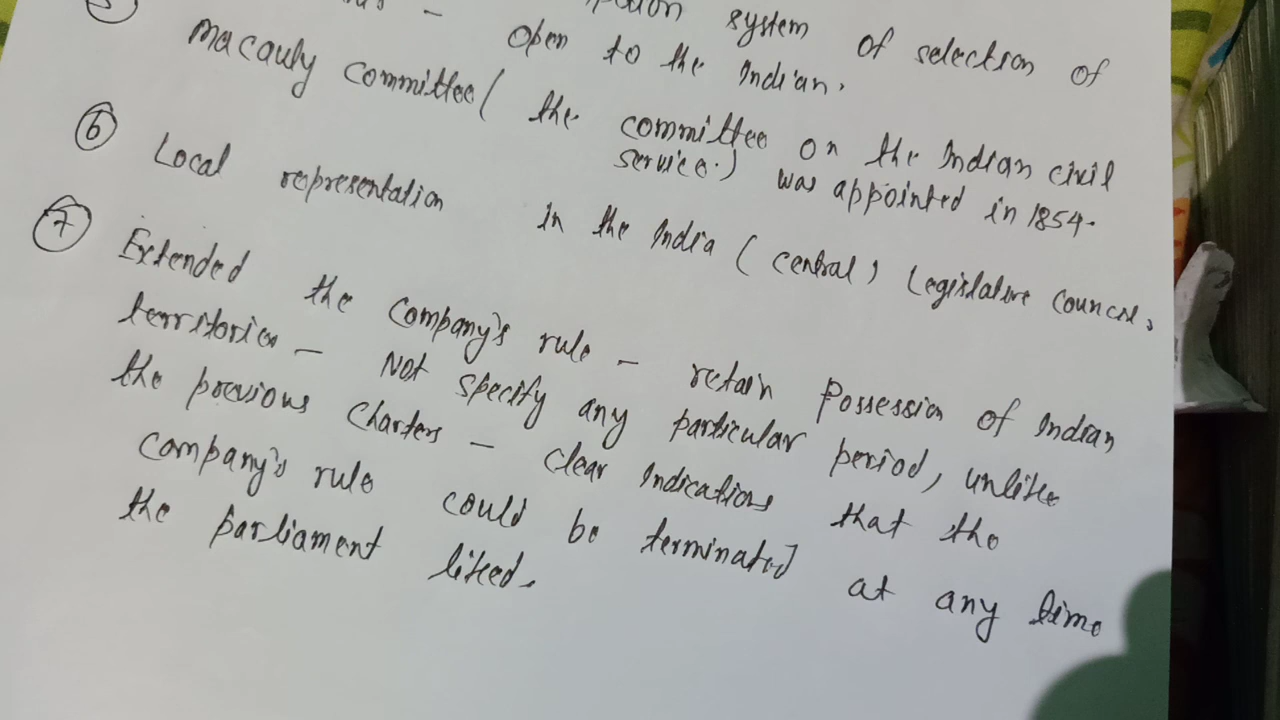 system of selection of
open to the Indian.
Macauly committee ( the committee on the Indian civil
service.) was appointed in 1854.
6 Local representation in the India ( central ) Legislative council,
7 Extended the company's rule - retain Possession of Indian
territories - Not specify any particular period, unlike
the previous charters - clear Indications that the
company's rule could be terminated at any time
the parliament liked.